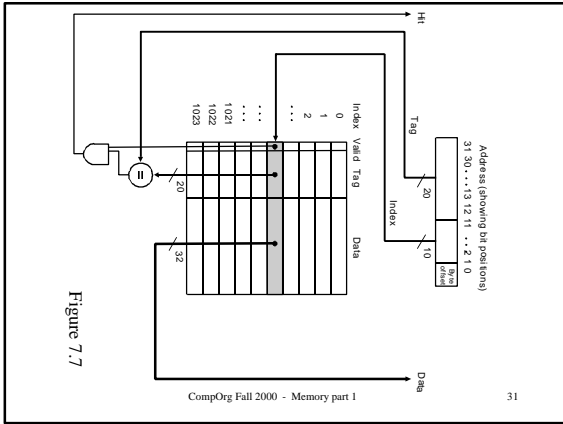 Address (showing bit positions)
31 30 . . . 13 12 11 . . 2 1 0
Byte offset
20
10
Hit
Tag
Index
Data
Index Valid Tag Data
0
1
2
. . .
. . .
. . .
1021
1022
1023
20
32
=
Figure 7.7
CompOrg Fall 2000 - Memory part 1
31